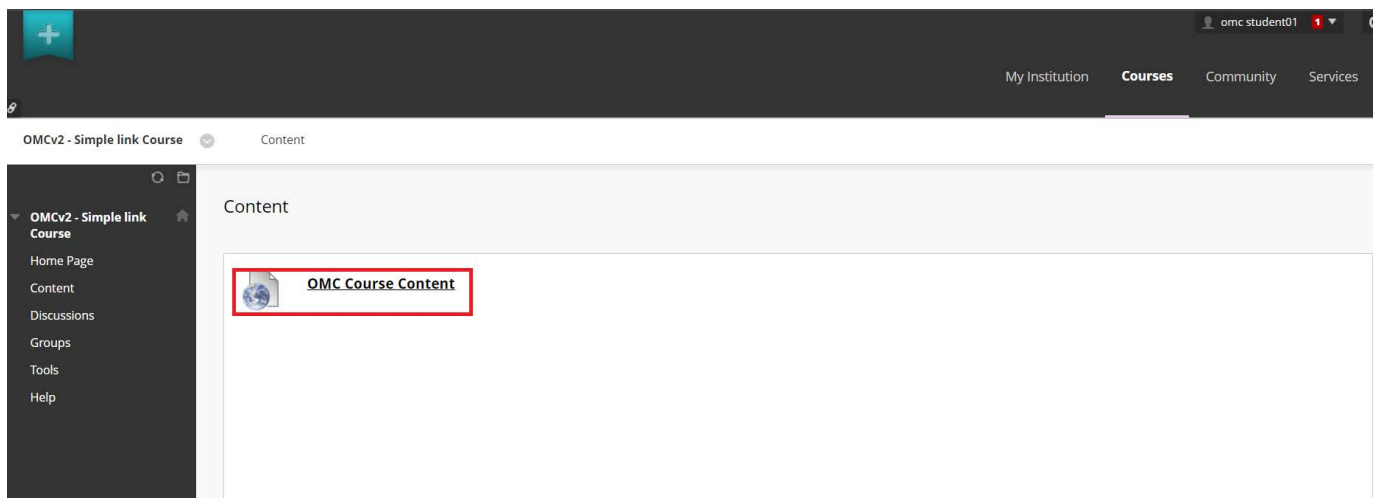 omc student01 1
My Institution Courses Community Services
OMCv2 - Simple link Course Content
OMCv2 - Simple link
Course
Home Page
Content
Discussions
Groups
Tools
Help
Content
OMC Course Content